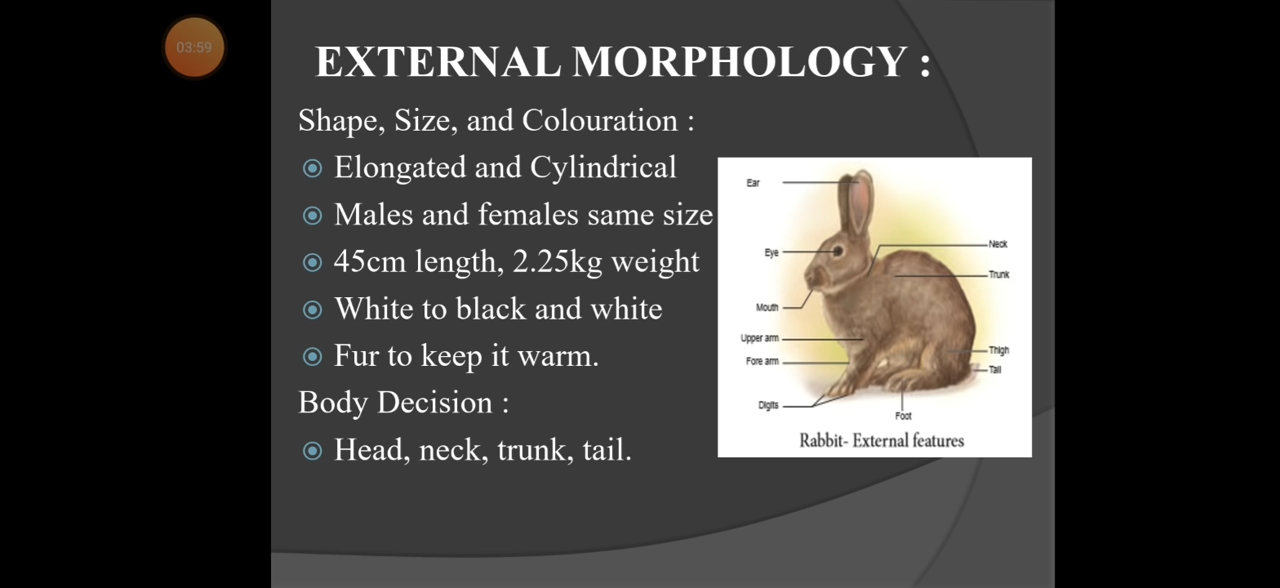 03:59
EXTERNAL MORPHOLOGY :
Shape, Size, and Colouration :
Elongated and Cylindrical
Males and females same size
45cm length, 2.25kg weight
White to black and white
Fur to keep it warm.
Body Decision :
Head, neck, trunk, tail.
Ear
Eye
Neck
Trunk
Mouth
Upper arm
Fore arm
Thigh
Tail
Digits
Foot
Rabbit- External features